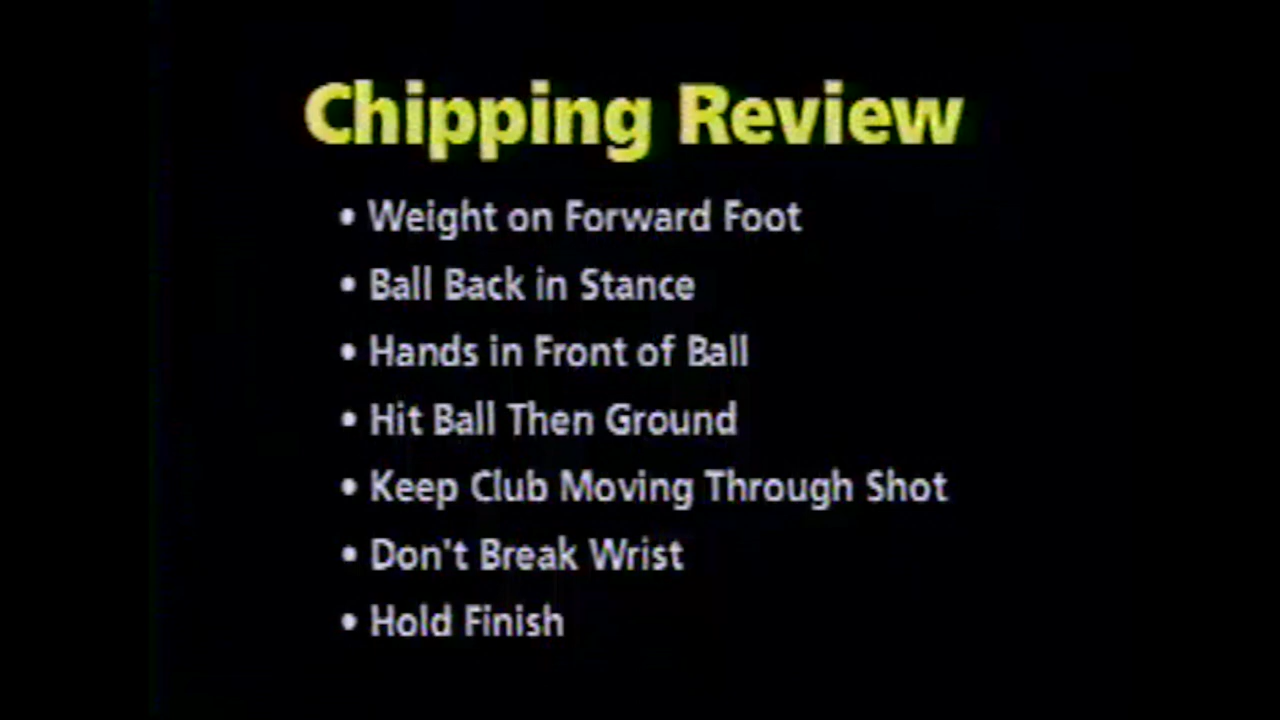 Chipping Review
• Weight on Forward Foot
• Ball Back in Stance
• Hands in Front of Ball
• Hit Ball Then Ground
• Keep Club Moving Through Shot
• Don't Break Wrist
• Hold Finish